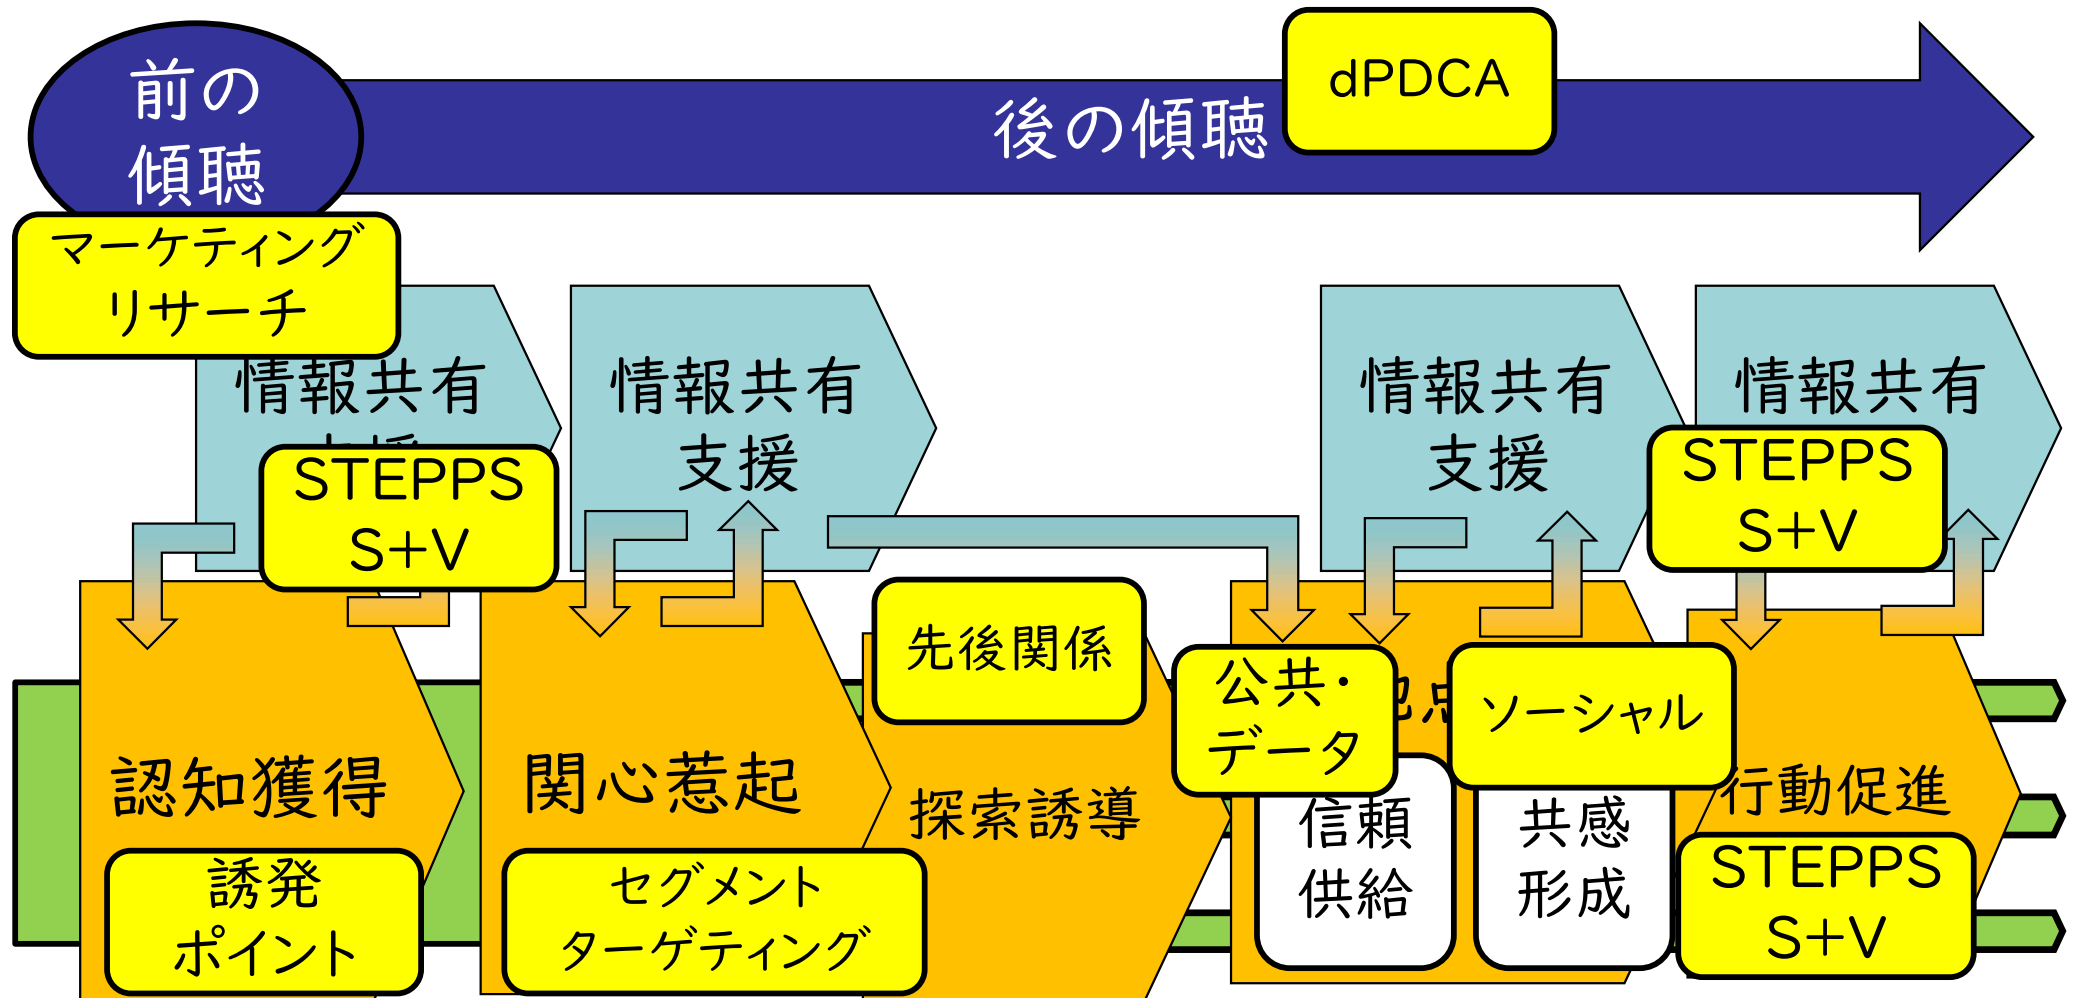 前の
傾聴
後の傾聴
dPDCA
マーケティング
リサーチ
情報共有
情報共有
支援
情報共有
支援
情報共有
STEPPS
S+V
STEPPS
S+V
先後関係
公共・
データ
ソーシャル
認知獲得
関心惹起
探索誘導
信頼
供給
共感
形成
行動促進
誘発
ポイント
セグメント
ターゲティング
STEPPS
S+V